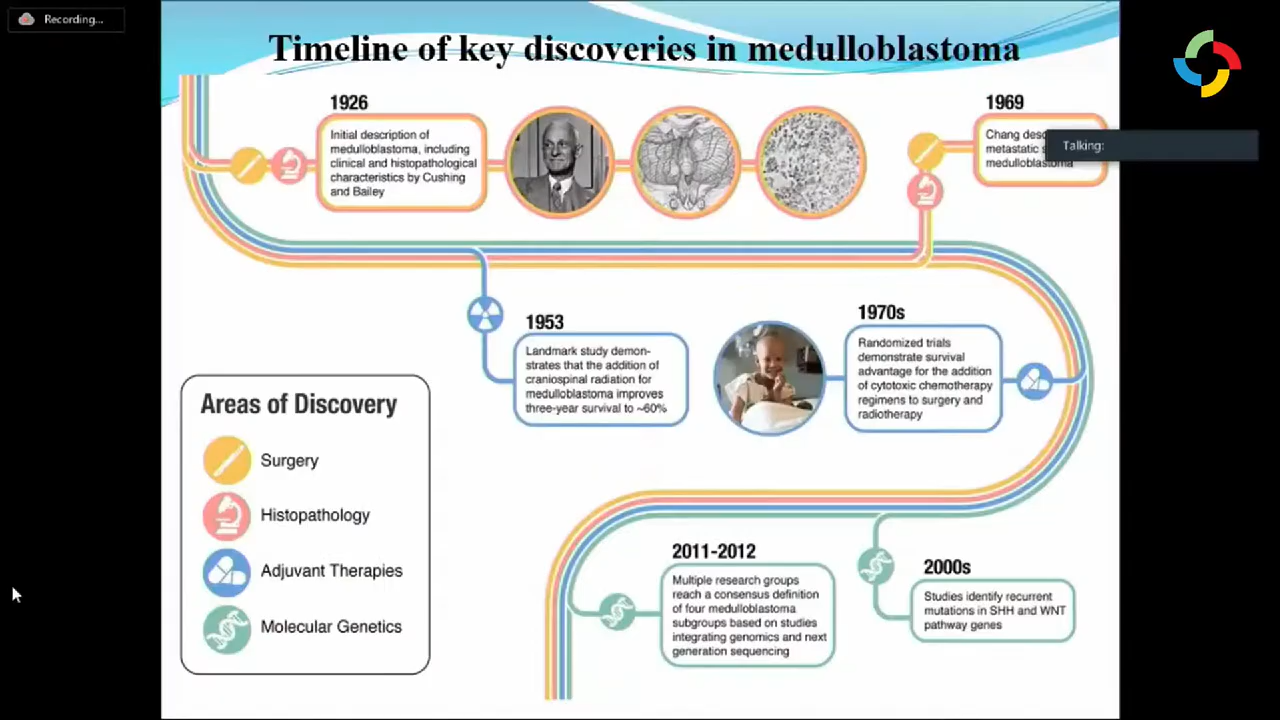 Recording...
Timeline of key discoveries in medulloblastoma
1926
Initial description of
medulloblastoma, including
clinical and histopathological
characteristics by Cushing
and Bailey
1969
Chang
metastatic
medulloblastoma
Talking:
1953
Landmark study demon-
strates that the addition of
craniospinal radiation for
medulloblastoma improves
three-year survival to ~60%
1970s
Randomized trials
demonstrate survival
advantage for the addition
of cytotoxic chemotherapy
regimens to surgery and
radiotherapy
Areas of Discovery
Surgery
Histopathology
Adjuvant Therapies
Molecular Genetics
2011-2012
Multiple research groups
reach a consensus definition
of four medulloblastoma
subgroups based on studies
integrating genomics and next
generation sequencing
2000s
Studies identify recurrent
mutations in SHH and WNT
pathway genes